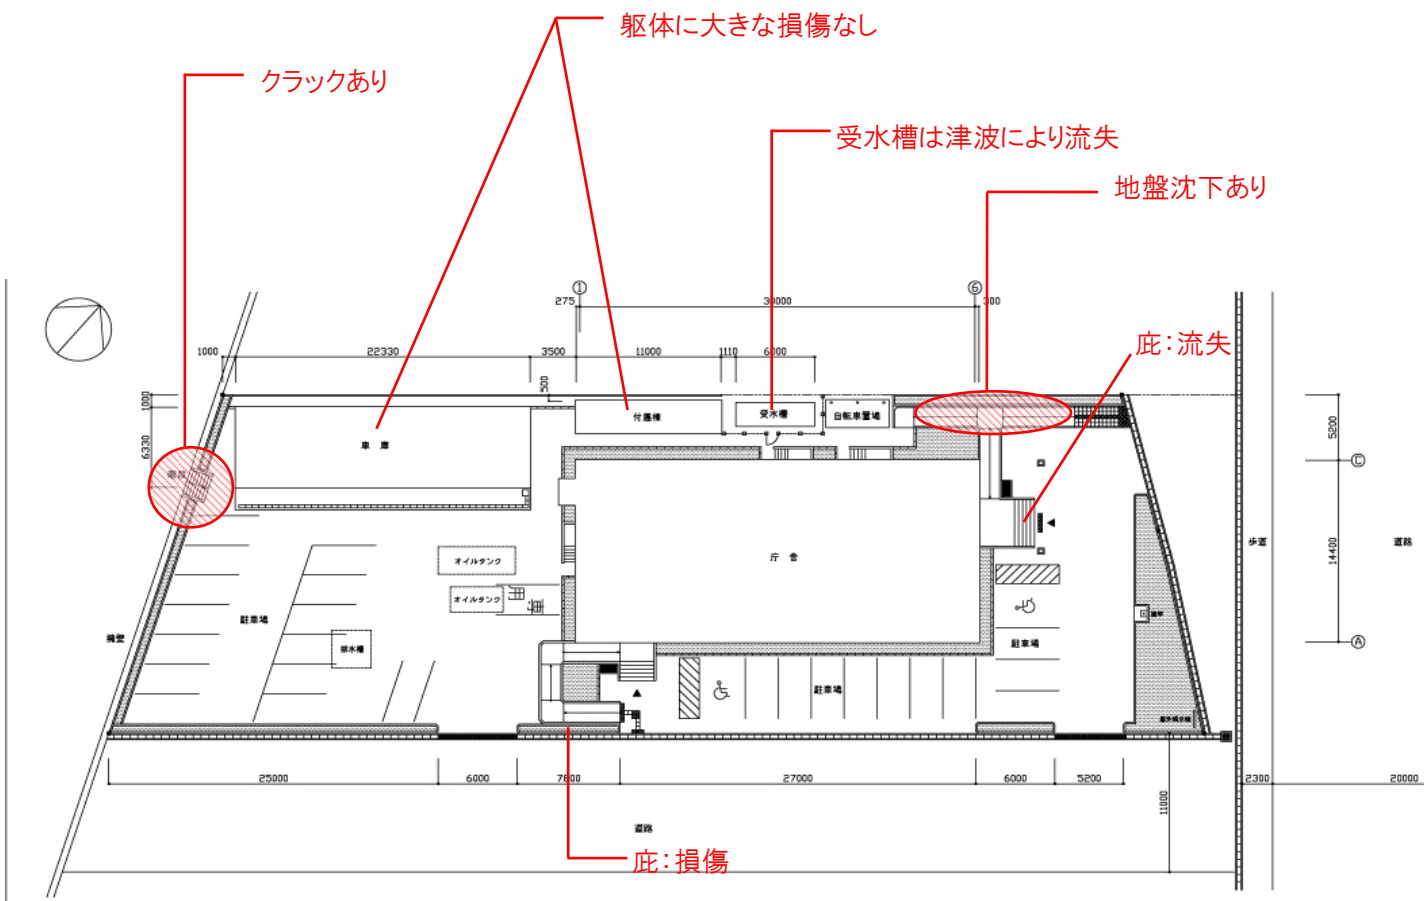 躯体に大きな損傷なし
クラックあり
受水槽は津波により流失
地盤沈下あり
① ⑥
275 30000 300
庇：流失
1000 22330 3500 11000 1110 6000
500
1000
付属棟
受水槽
自転車置場
車 庫
6330
5200
Ⓒ
歩道
道路
庁 舎
14400
オイルタンク
オイルタンク
駐車場
擁壁
排水槽
駐車場
Ⓐ
駐車場
25000 6000 7800 27000 6000 5200
2300 20000
11000
道路
庇：損傷